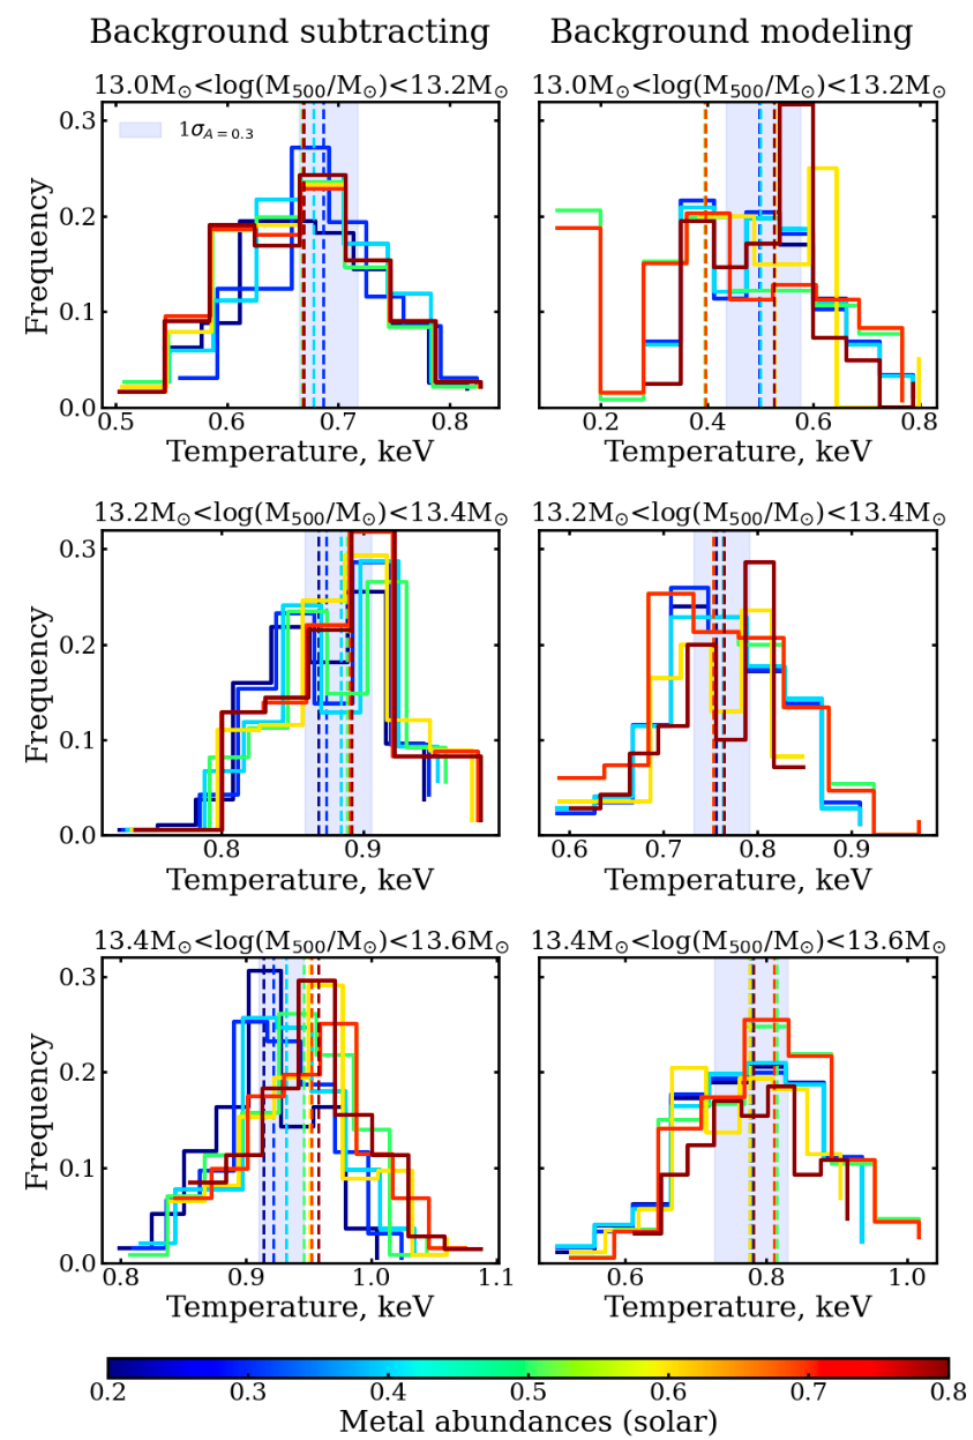 Background subtracting
Background modeling
13.0M☉<log(M₅₀₀/M☉)<13.2M☉
13.0M☉<log(M₅₀₀/M☉)<13.2M☉
1σ_A=0.3
Frequency
0.3
0.2
0.1
0.0
0.5 0.6 0.7 0.8
0.2 0.4 0.6 0.8
Temperature, keV
Temperature, keV
13.2M☉<log(M₅₀₀/M☉)<13.4M☉
13.2M☉<log(M₅₀₀/M☉)<13.4M☉
Frequency
0.3
0.2
0.1
0.0
0.8 0.9
0.6 0.7 0.8 0.9
Temperature, keV
Temperature, keV
13.4M☉<log(M₅₀₀/M☉)<13.6M☉
13.4M☉<log(M₅₀₀/M☉)<13.6M☉
Frequency
0.3
0.2
0.1
0.0
0.8 0.9 1.0 1.1
0.6 0.8 1.0
Temperature, keV
Temperature, keV
0.2 0.3 0.4 0.5 0.6 0.7 0.8
Metal abundances (solar)